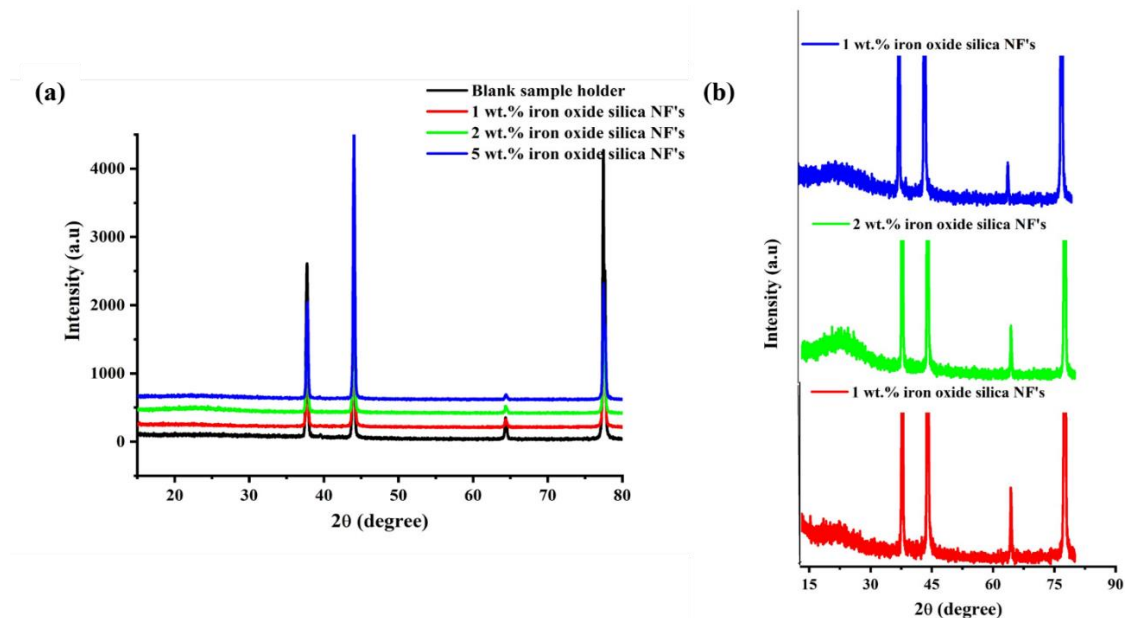 (a)
Blank sample holder
1 wt.% iron oxide silica NF's
2 wt.% iron oxide silica NF's
5 wt.% iron oxide silica NF's
Intensity (a.u)
4000
3000
2000
1000
0
20 30 40 50 60 70 80
2θ (degree)
(b)
1 wt.% iron oxide silica NF's
2 wt.% iron oxide silica NF's
1 wt.% iron oxide silica NF's
Intensity (a.u)
15 30 45 60 75 90
2θ (degree)